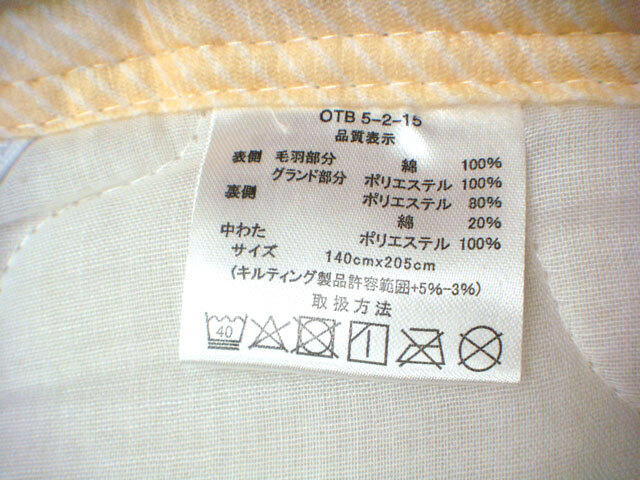 OTB 5-2-15
品質表示
表側 毛羽部分 綿 100%
グランド部分 ポリエステル 100%
裏側 ポリエステル 80%
綿 20%
中わた ポリエステル 100%
サイズ 140cmx205cm
(キルティング製品許容範囲+5%-3%)
取扱方法
40